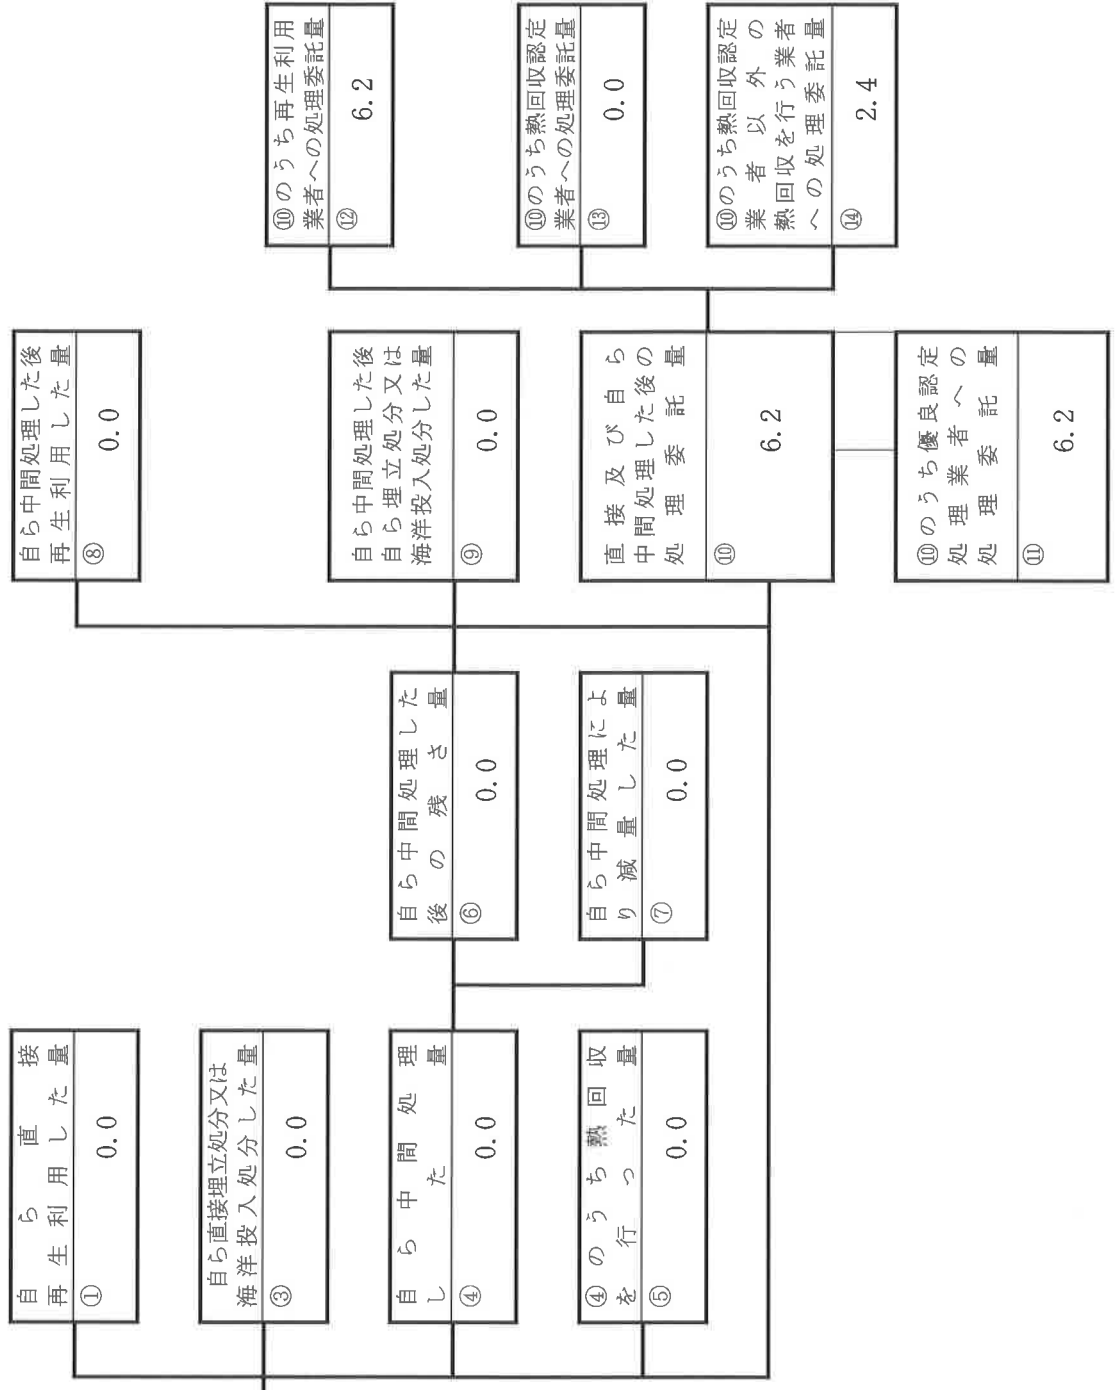 自ら直接
再生利用した量
①
0.0
自ら直接埋立処分又は
海洋投入処分した量
③
0.0
自ら中間処理
した量
④
0.0
④のうち熱回収
を行った量
⑤
0.0
自ら中間処理した
後の残さ量
⑥
0.0
自ら中間処理によ
り減量した量
⑦
0.0
自ら中間処理した後
再生利用した量
⑧
0.0
自ら中間処理した後
自ら埋立処分又は
海洋投入処分した量
⑨
0.0
直接及び自ら
中間処理した後の
処理委託量
⑩
6.2
⑩のうち優良認定
処理業者への
処理委託量
⑪
6.2
⑩のうち再生利用
業者への処理委託量
⑫
6.2
⑩のうち熱回収認定
業者への処理委託量
⑬
0.0
⑩のうち熱回収認定
業者以外の
熱回収を行う業者
への処理委託量
⑭
2.4